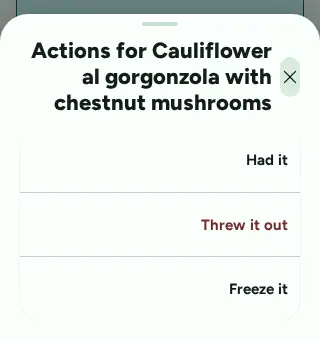 Actions for Cauliflower
al gorgonzola with
chestnut mushrooms
Had it
Threw it out
Freeze it